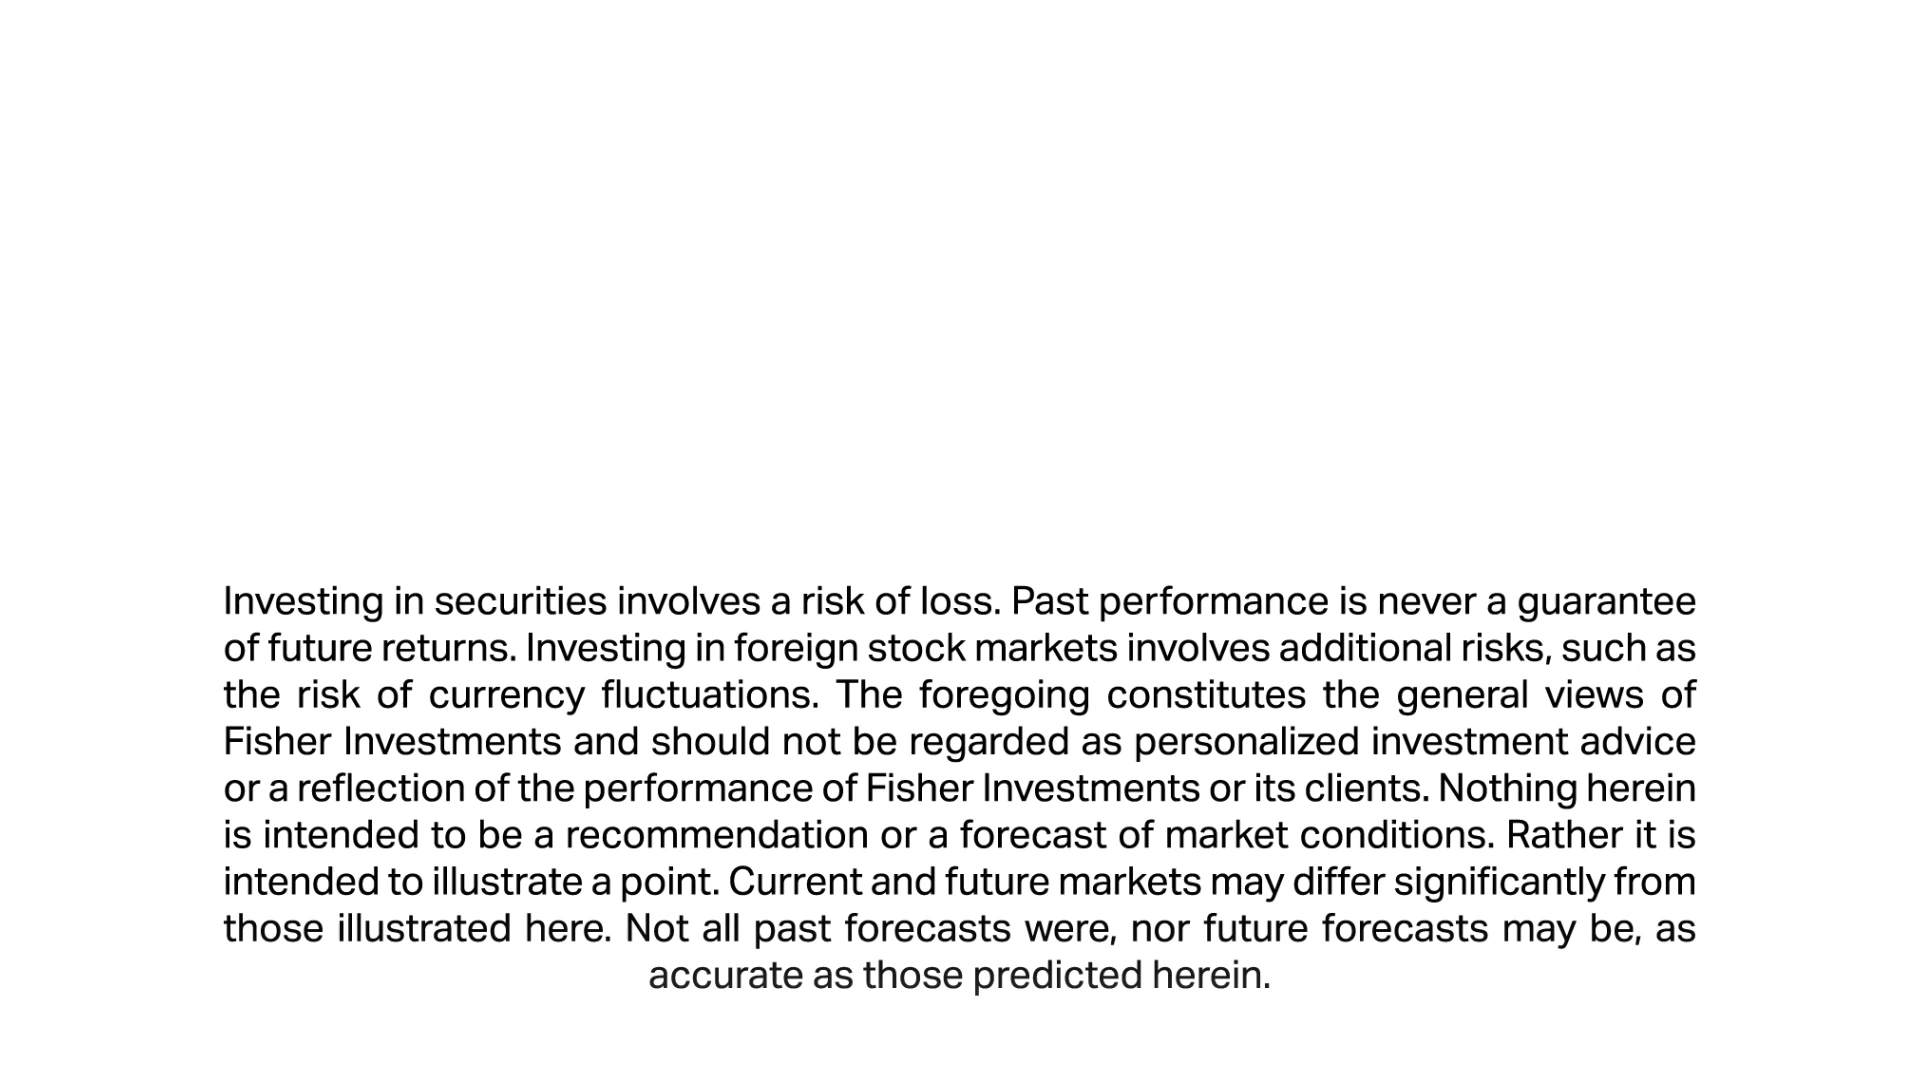 Investing in securities involves a risk of loss. Past performance is never a guarantee
of future returns. Investing in foreign stock markets involves additional risks, such as
the risk of currency fluctuations. The foregoing constitutes the general views of
Fisher Investments and should not be regarded as personalized investment advice
or a reflection of the performance of Fisher Investments or its clients. Nothing herein
is intended to be a recommendation or a forecast of market conditions. Rather it is
intended to illustrate a point. Current and future markets may differ significantly from
those illustrated here. Not all past forecasts were, nor future forecasts may be, as
accurate as those predicted herein.